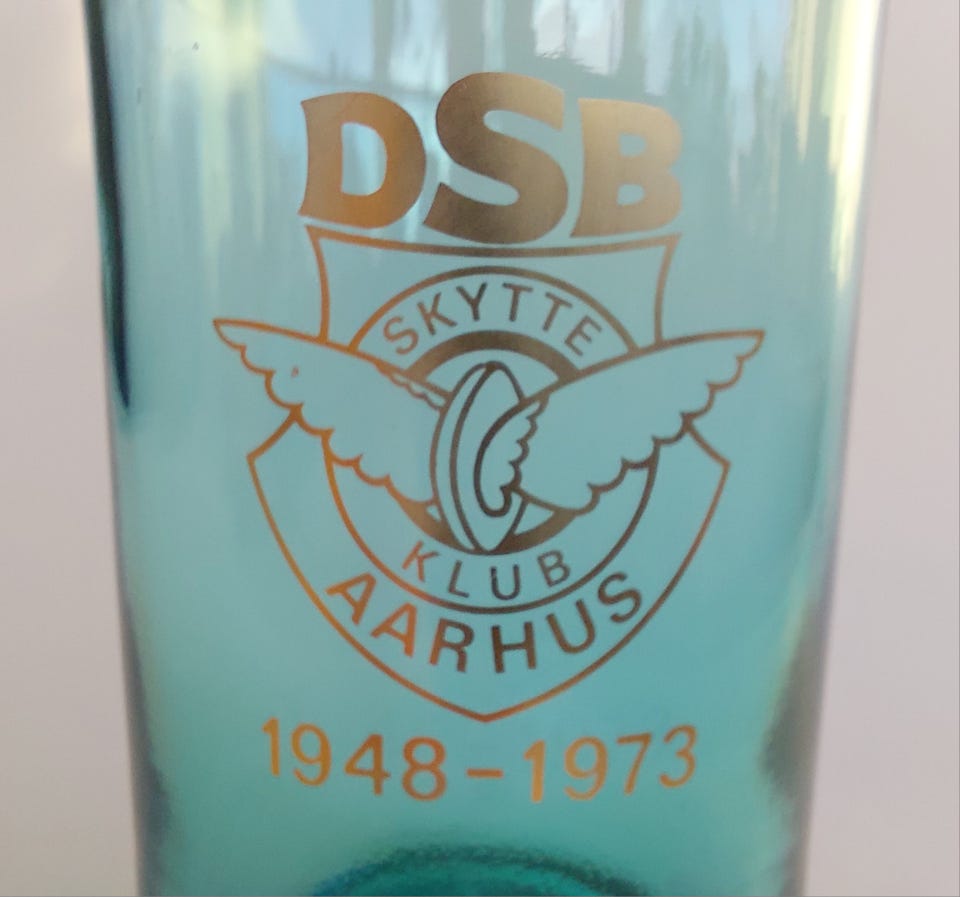 DSB
SKYTTE
KLUB
AARHUS
1948-1973